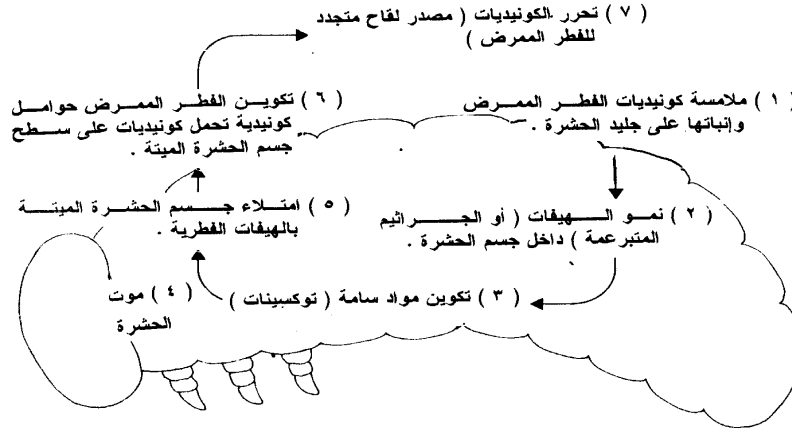 ( ٧ ) تحرر الكونيديات ( مصدر لقاح متجدد
للفطر الممرض )
( ١ ) ملامسة كونيديات الفطر الممرض
وإنباتها على جليد الحشرة .
( ٢ ) نمو الهيفات ( أو الجراثيم
المتبرعمة ) داخل جسم الحشرة .
( ٣ ) تكوين مواد سامة ( توكسينات )
( ٤ ) موت
الحشرة
( ٥ ) امتلاء جسم الحشرة الميتة
بالهيفات الفطرية .
( ٦ ) تكوين الفطر الممرض حوامل
كونيدية تحمل كونيديات على سطح
جسم الحشرة الميتة .